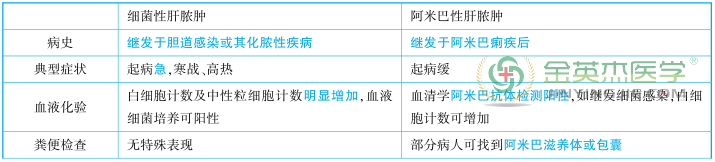 细菌性肝脓肿 阿米巴性肝脓肿
病史 继发于胆道感染或其化脓性疾病 继发于阿米巴痢疾后
典型症状 起病急,寒战、高热 起病缓
血液化验 白细胞计数及中性粒细胞计数明显增加,血液 血清学阿米巴抗体检测阳性,如继发细菌感染,白细
细菌培养可阳性 胞计数可增加
粪便检查 无特殊表现 部分病人可找到阿米巴滋养体或包囊
金英杰医学®